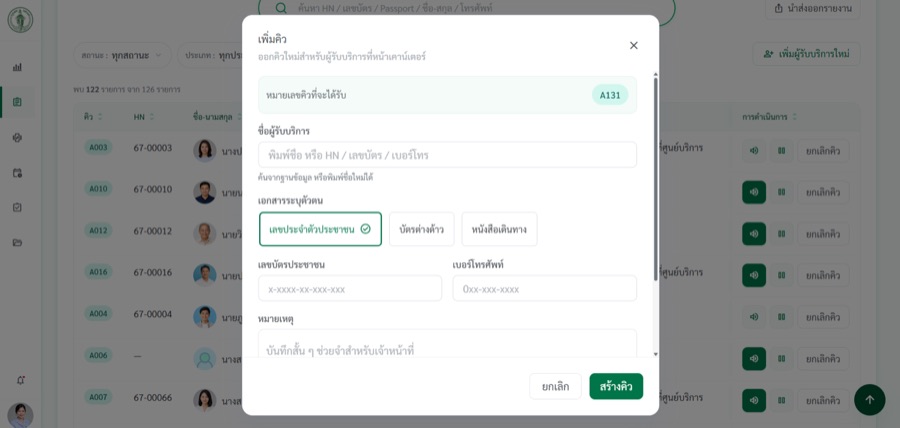 ค้นหา HN / เลขบัตร / Passport / ชื่อ-สกุล / โทรศัพท์
นำส่งออกรายงาน
สถานะ : ทุกสถานะ
ประเภท :
เพิ่มผู้รับบริการใหม่
พบ 122 รายการ จาก 126 รายการ
คิว HN ชื่อ-นามสกุล การดำเนินการ
A003 67-00003 ยกเลิกคิว
A010 67-00010 ยกเลิกคิว
A012 67-00012 ยกเลิกคิว
A016 67-00016 ยกเลิกคิว
A004 67-00004 ยกเลิกคิว
A006 — ยกเลิกคิว
A007 67-00066 ยกเลิกคิว
เพิ่มคิว
ออกคิวใหม่สำหรับผู้รับบริการที่หน้าเคาน์เตอร์
หมายเลขคิวที่จะได้รับ A131
ชื่อผู้รับบริการ
พิมพ์ชื่อ หรือ HN / เลขบัตร / เบอร์โทร
ค้นจากฐานข้อมูล หรือพิมพ์ชื่อใหม่ได้
เอกสารระบุตัวตน
เลขประจำตัวประชาชน บัตรต่างด้าว หนังสือเดินทาง
เลขบัตรประชาชน เบอร์โทรศัพท์
x-xxxx-xx-xxx-xxx 0xx-xxx-xxxx
หมายเหตุ
บันทึกสั้น ๆ ช่วยจำสำหรับเจ้าหน้าที่
ยกเลิก สร้างคิว